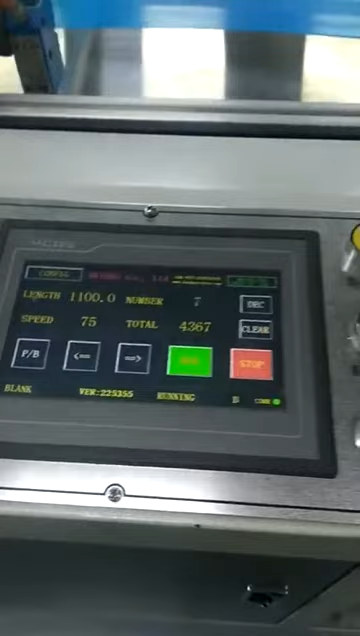 CONFIG
LENGTH 1100.0 NUMBER 7 DEC
SPEED 75 TOTAL 4367 CLEAR
F/B <== ==> STOP
BLANK VER:225355 RUNNING